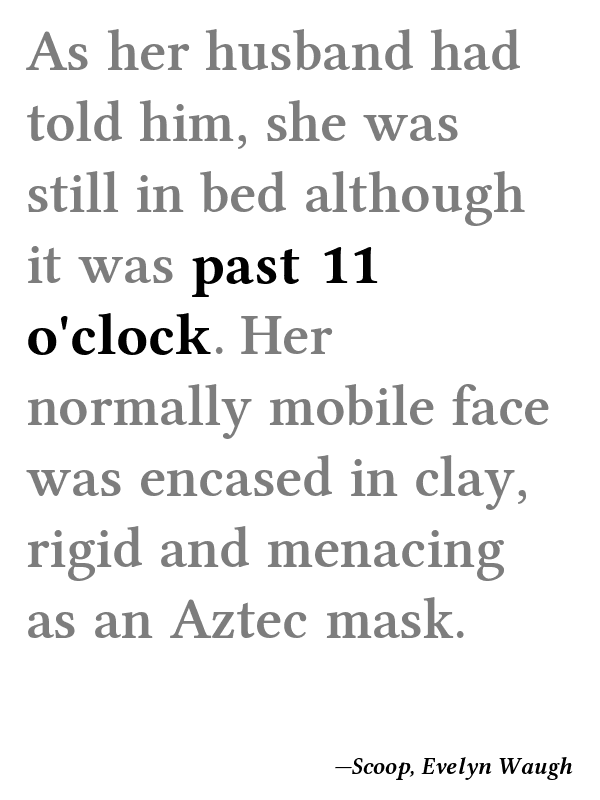 As her husband had
told him, she was
still in bed although
it was past 11
o'clock. Her
normally mobile face
was encased in clay,
rigid and menacing
as an Aztec mask.
—Scoop, Evelyn Waugh